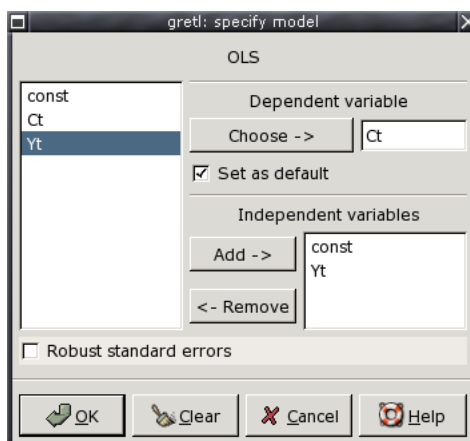 gretl: specify model
OLS
const
Ct
Yt
Dependent variable
Choose ->
Ct
Set as default
Independent variables
Add ->
<- Remove
const
Yt
Robust standard errors
OK
Clear
Cancel
Help